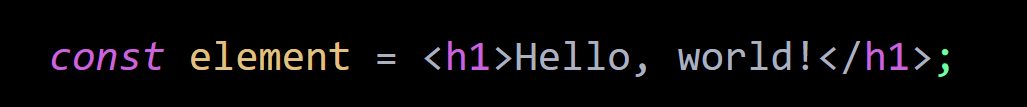 const element = <h1>Hello, world!</h1>;